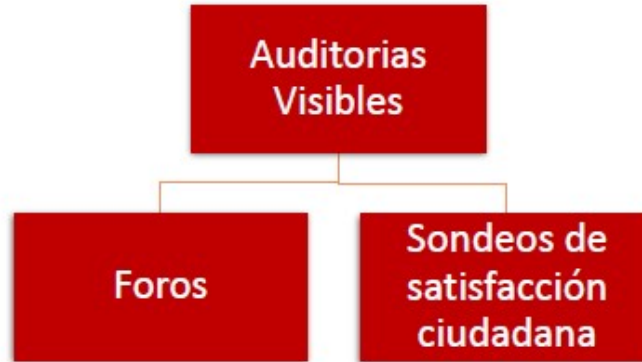 Auditorias
Visibles
Foros
Sondeos de
satisfacción
ciudadana